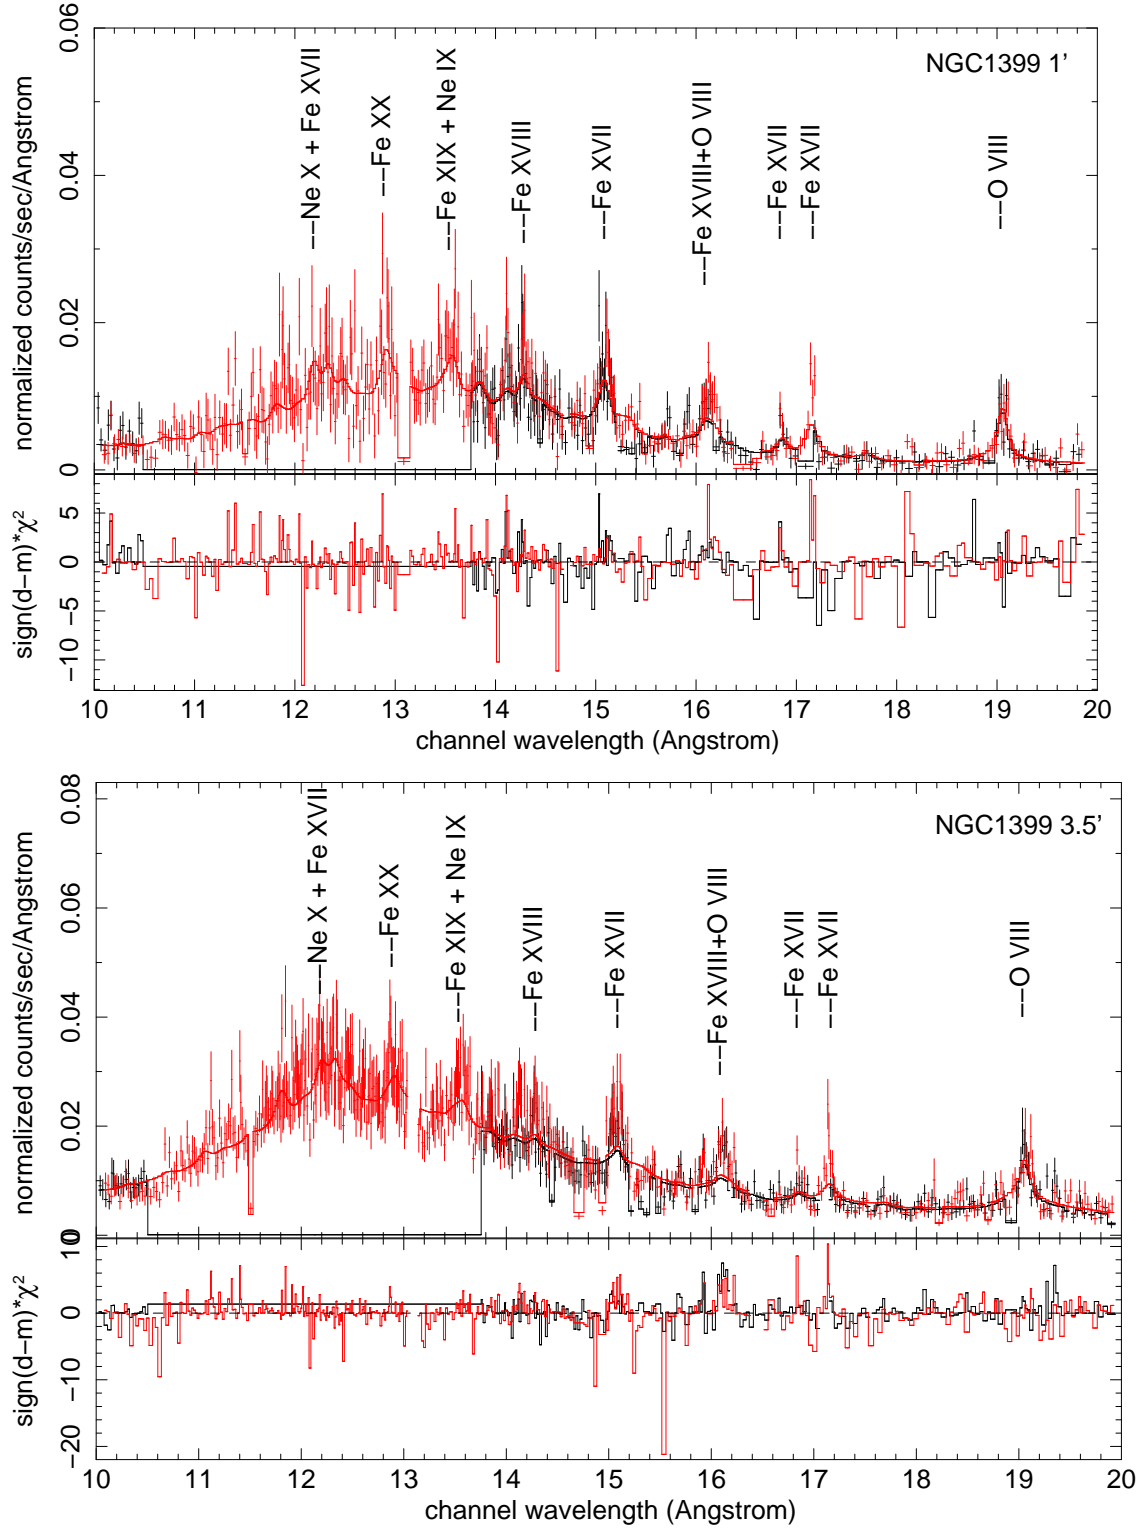 NGC1399 1’
normalized counts/sec/Angstrom
0 0.02 0.04 0.06
−−Ne X + Fe XVII
−−Fe XX
−−Fe XIX + Ne IX
−−Fe XVIII
−−Fe XVII
−−Fe XVIII+O VIII
−−Fe XVII
−−Fe XVII
−−O VIII
sign(d−m)*χ²
−10 −5 0 5
10 11 12 13 14 15 16 17 18 19 20
channel wavelength (Angstrom)
NGC1399 3.5’
normalized counts/sec/Angstrom
0 0.02 0.04 0.06 0.08
−−Ne X + Fe XVII
−−Fe XX
−−Fe XIX + Ne IX
−−Fe XVIII
−−Fe XVII
−−Fe XVIII+O VIII
−−Fe XVII
−−Fe XVII
−−O VIII
sign(d−m)*χ²
−20 −10 0 10
10 11 12 13 14 15 16 17 18 19 20
channel wavelength (Angstrom)